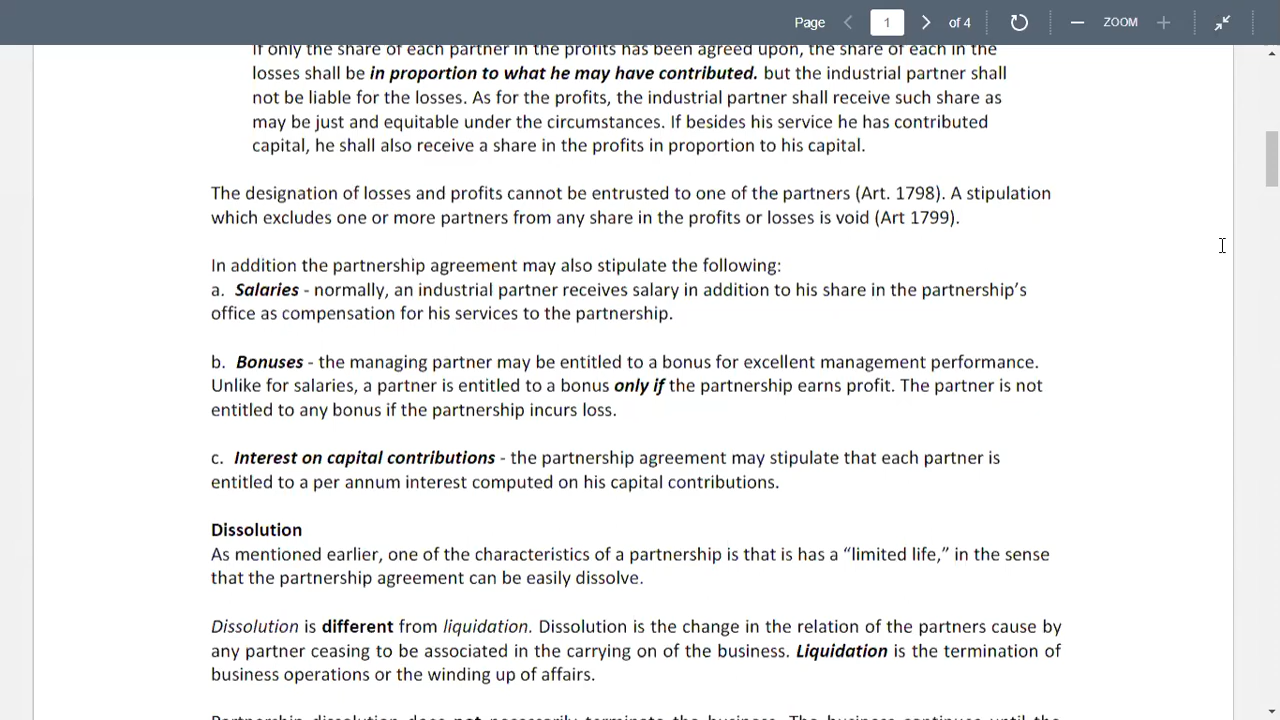 Page 1 of 4 ZOOM
If only the share of each partner in the profits has been agreed upon, the share of each in the
losses shall be in proportion to what he may have contributed. but the industrial partner shall
not be liable for the losses. As for the profits, the industrial partner shall receive such share as
may be just and equitable under the circumstances. If besides his service he has contributed
capital, he shall also receive a share in the profits in proportion to his capital.
The designation of losses and profits cannot be entrusted to one of the partners (Art. 1798). A stipulation
which excludes one or more partners from any share in the profits or losses is void (Art 1799).
In addition the partnership agreement may also stipulate the following:
a. Salaries - normally, an industrial partner receives salary in addition to his share in the partnership’s
office as compensation for his services to the partnership.
b. Bonuses - the managing partner may be entitled to a bonus for excellent management performance.
Unlike for salaries, a partner is entitled to a bonus only if the partnership earns profit. The partner is not
entitled to any bonus if the partnership incurs loss.
c. Interest on capital contributions - the partnership agreement may stipulate that each partner is
entitled to a per annum interest computed on his capital contributions.
Dissolution
As mentioned earlier, one of the characteristics of a partnership is that is has a “limited life,” in the sense
that the partnership agreement can be easily dissolve.
Dissolution is different from liquidation. Dissolution is the change in the relation of the partners cause by
any partner ceasing to be associated in the carrying on of the business. Liquidation is the termination of
business operations or the winding up of affairs.
Partnership dissolution does not necessarily terminate the business. The business continues until the